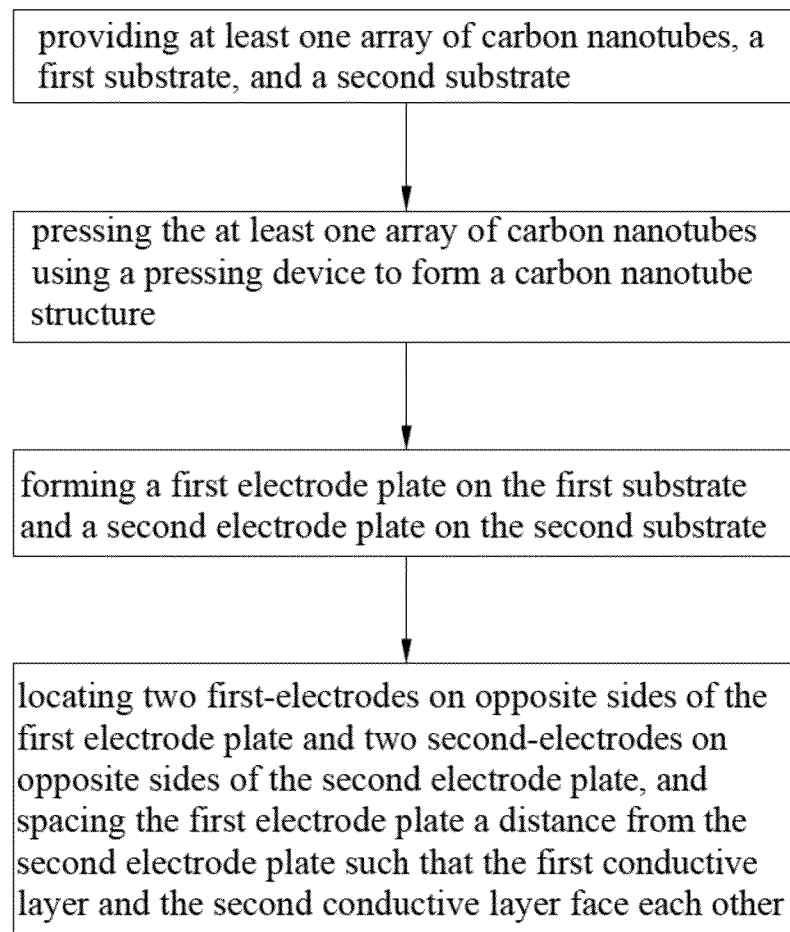 providing at least one array of carbon nanotubes, a
first substrate, and a second substrate
pressing the at least one array of carbon nanotubes
using a pressing device to form a carbon nanotube
structure
forming a first electrode plate on the first substrate
and a second electrode plate on the second substrate
locating two first-electrodes on opposite sides of the
first electrode plate and two second-electrodes on
opposite sides of the second electrode plate, and
spacing the first electrode plate a distance from the
second electrode plate such that the first conductive
layer and the second conductive layer face each other